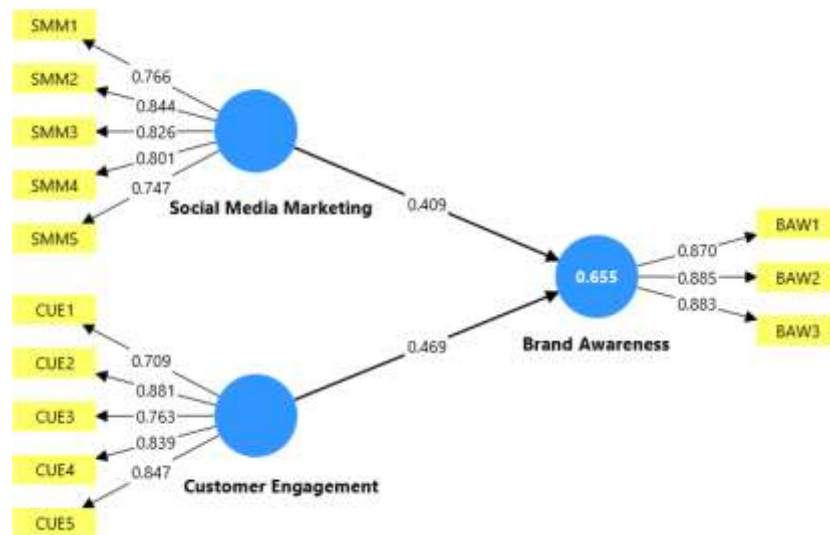 SMM1
0.766
SMM2
0.844
SMM3
0.826
SMM4
0.801
0.747
SMM5
Social Media Marketing
0.409
BAW1
0.870
0.655
0.885
BAW2
0.883
BAW3
Brand Awareness
CUE1
0.709
CUE2
0.881
CUE3
0.763
0.839
CUE4
0.847
CUE5
0.469
Customer Engagement